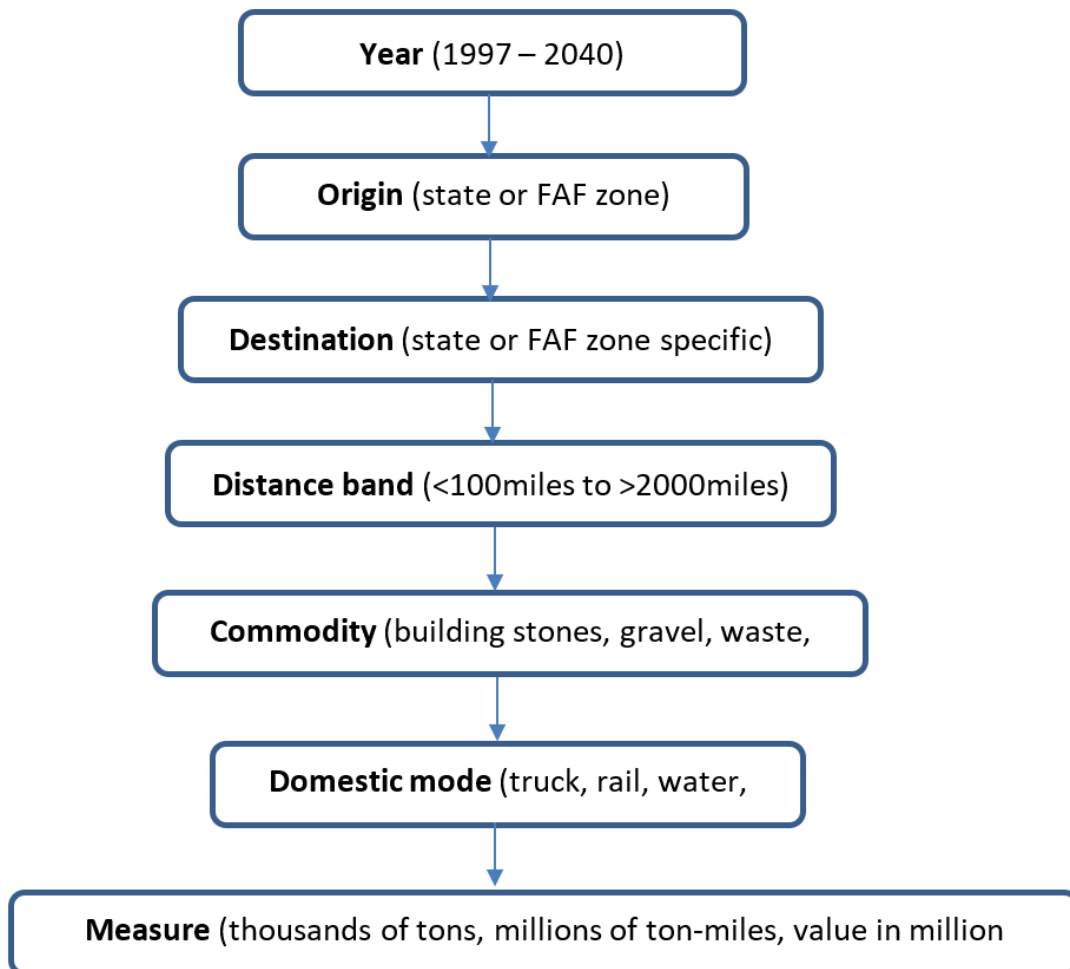 Year (1997 – 2040)
Origin (state or FAF zone)
Destination (state or FAF zone specific)
Distance band (<100miles to >2000miles)
Commodity (building stones, gravel, waste,
Domestic mode (truck, rail, water,
Measure (thousands of tons, millions of ton-miles, value in million